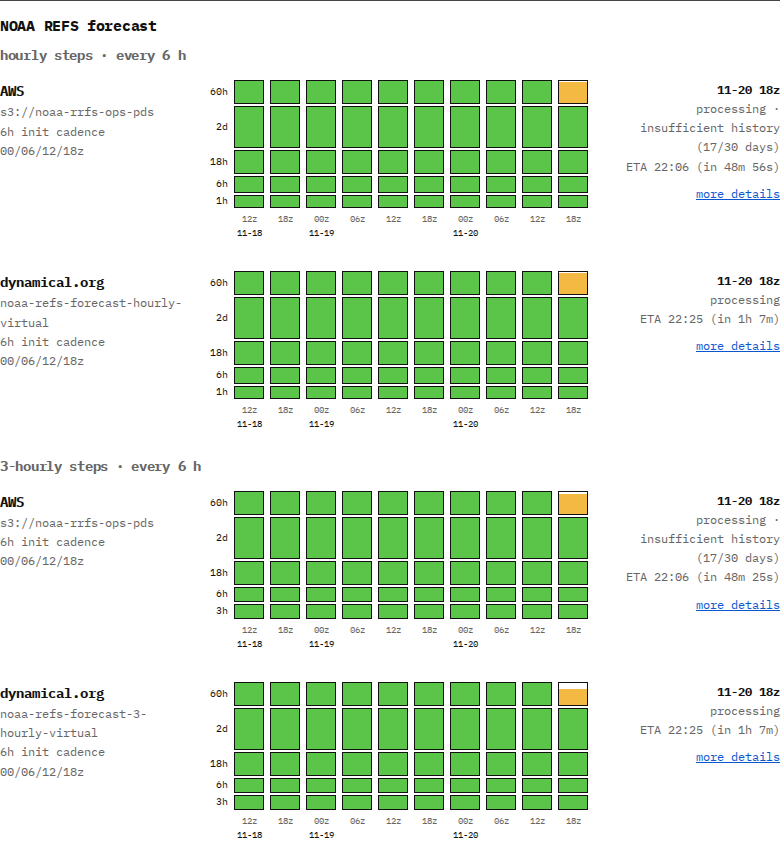 NOAA REFS forecast
hourly steps · every 6 h
AWS
s3://noaa-rrfs-ops-pds
6h init cadence
00/06/12/18z
60h
2d
18h
6h
1h
12z 18z 00z 06z 12z 18z 00z 06z 12z 18z
11-18 11-19 11-20
11-20 18z
processing ·
insufficient history
(17/30 days)
ETA 22:06 (in 48m 56s)
more details
dynamical.org
noaa-refs-forecast-hourly-
virtual
6h init cadence
00/06/12/18z
60h
2d
18h
6h
1h
12z 18z 00z 06z 12z 18z 00z 06z 12z 18z
11-18 11-19 11-20
11-20 18z
processing
ETA 22:25 (in 1h 7m)
more details
3-hourly steps · every 6 h
AWS
s3://noaa-rrfs-ops-pds
6h init cadence
00/06/12/18z
60h
2d
18h
6h
3h
12z 18z 00z 06z 12z 18z 00z 06z 12z 18z
11-18 11-19 11-20
11-20 18z
processing ·
insufficient history
(17/30 days)
ETA 22:06 (in 48m 25s)
more details
dynamical.org
noaa-refs-forecast-3-
hourly-virtual
6h init cadence
00/06/12/18z
60h
2d
18h
6h
3h
12z 18z 00z 06z 12z 18z 00z 06z 12z 18z
11-18 11-19 11-20
11-20 18z
processing
ETA 22:25 (in 1h 7m)
more details